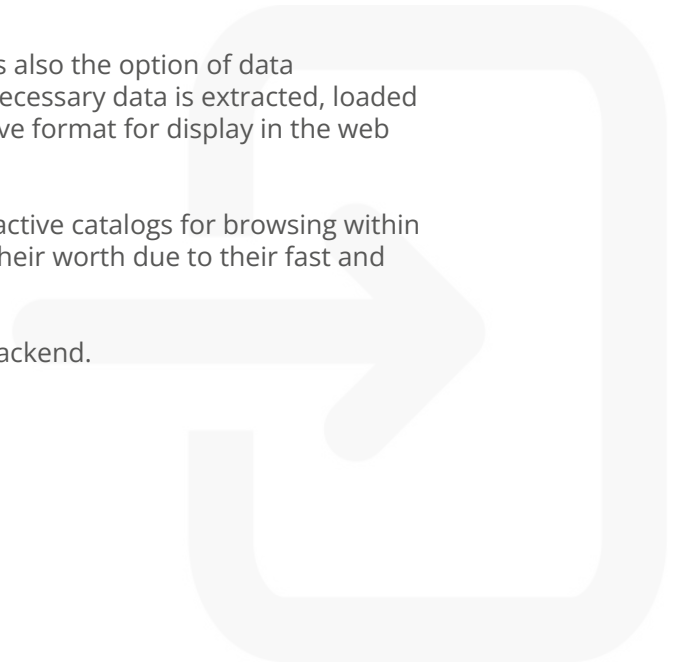 s also the option of data
ecessary data is extracted, loaded
ve format for display in the web
active catalogs for browsing within
heir worth due to their fast and
ackend.